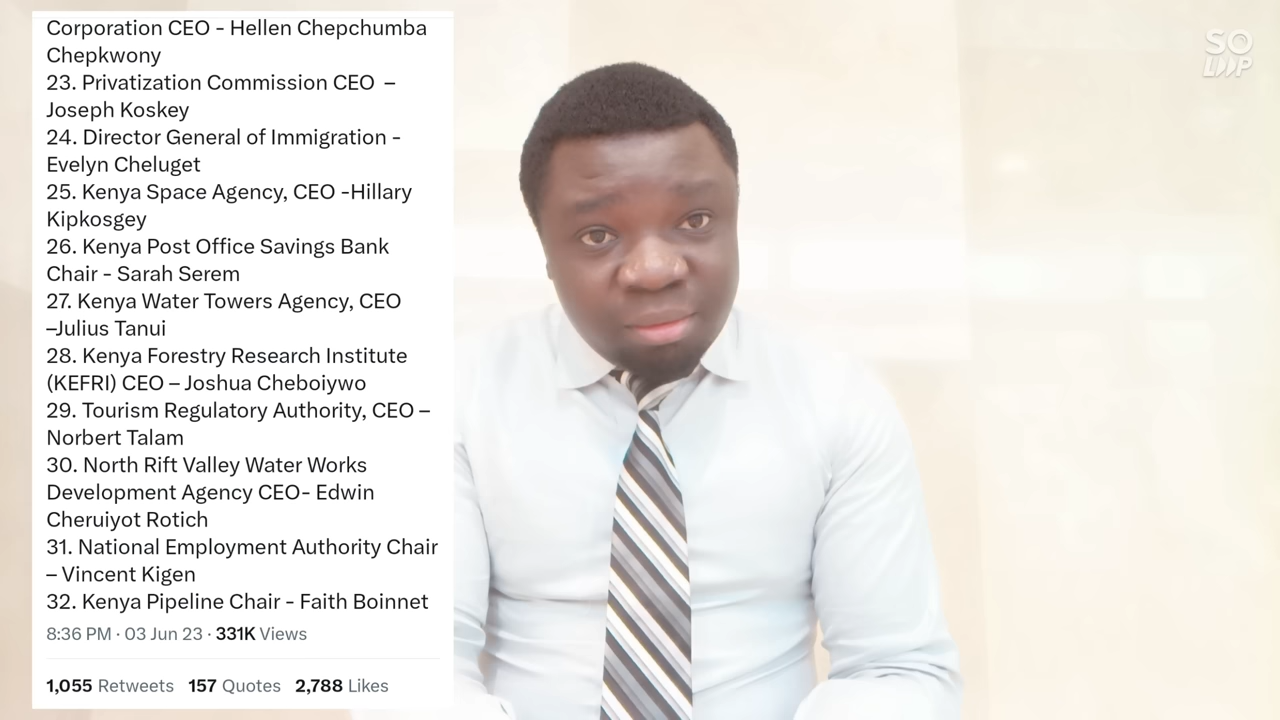 Corporation CEO - Hellen Chepchumba
Chepkwony
23. Privatization Commission CEO –
Joseph Koskey
24. Director General of Immigration -
Evelyn Cheluget
25. Kenya Space Agency, CEO -Hillary
Kipkosgey
26. Kenya Post Office Savings Bank
Chair - Sarah Serem
27. Kenya Water Towers Agency, CEO
–Julius Tanui
28. Kenya Forestry Research Institute
(KEFRI) CEO – Joshua Cheboiywo
29. Tourism Regulatory Authority, CEO –
Norbert Talam
30. North Rift Valley Water Works
Development Agency CEO- Edwin
Cheruiyot Rotich
31. National Employment Authority Chair
– Vincent Kigen
32. Kenya Pipeline Chair - Faith Boinnet
8:36 PM · 03 Jun 23 · 331K Views
1,055 Retweets 157 Quotes 2,788 Likes
SO
LOOP